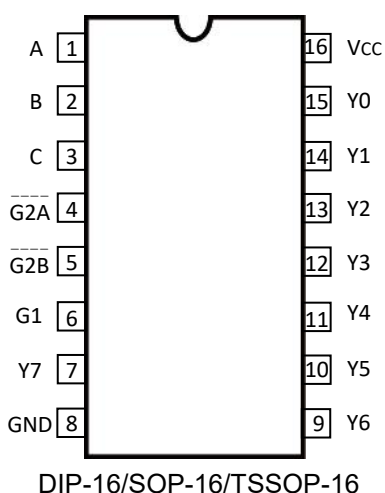 A 1 16 Vcc
B 2 15 Y0
C 3 14 Y1
G2A 4 13 Y2
G2B 5 12 Y3
G1 6 11 Y4
Y7 7 10 Y5
GND 8 9 Y6
DIP-16/SOP-16/TSSOP-16